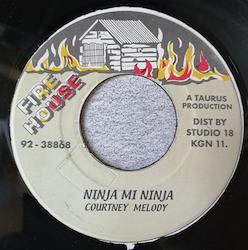 FIRE
HOUSE
92-38868
A TAURUS
PRODUCTION
DIST BY
STUDIO 18
KGN 11.
NINJA MI NINJA
COURTNEY MELODY